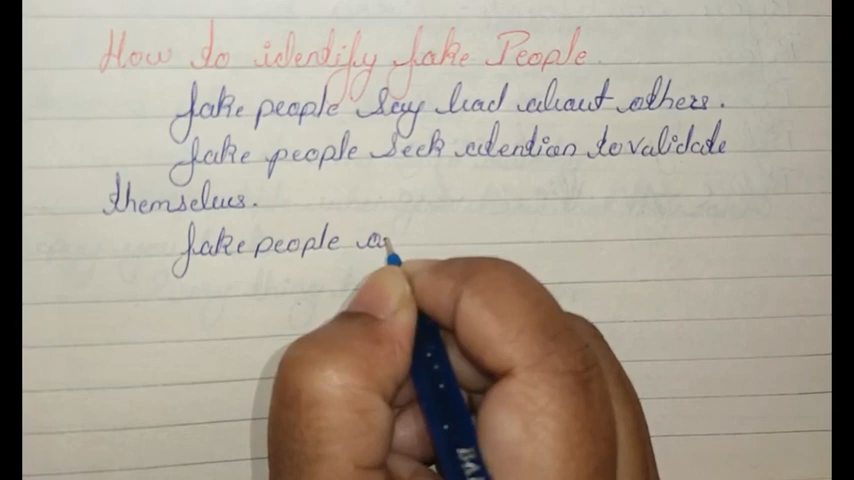 How to identify fake People.
fake people say bad about others.
fake people seek attention to validate
themselves.
fake people a